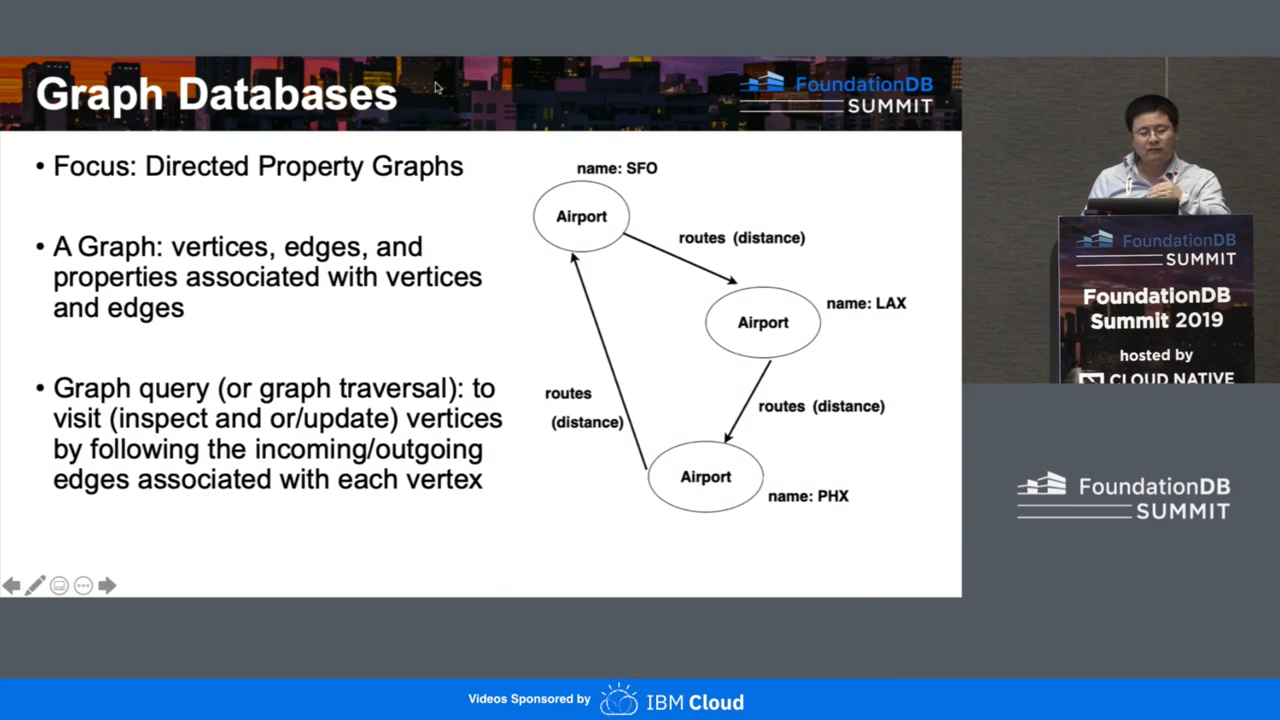 Graph Databases
FoundationDB
SUMMIT
• Focus: Directed Property Graphs
• A Graph: vertices, edges, and
properties associated with vertices
and edges
• Graph query (or graph traversal): to
visit (inspect and or/update) vertices
by following the incoming/outgoing
edges associated with each vertex
name: SFO
Airport
routes (distance)
Airport
name: LAX
routes
(distance)
routes (distance)
Airport
name: PHX
FoundationDB
SUMMIT
FoundationDB
Summit 2019
hosted by
CLOUD NATIVE
FoundationDB
SUMMIT
Videos Sponsored by
IBM Cloud